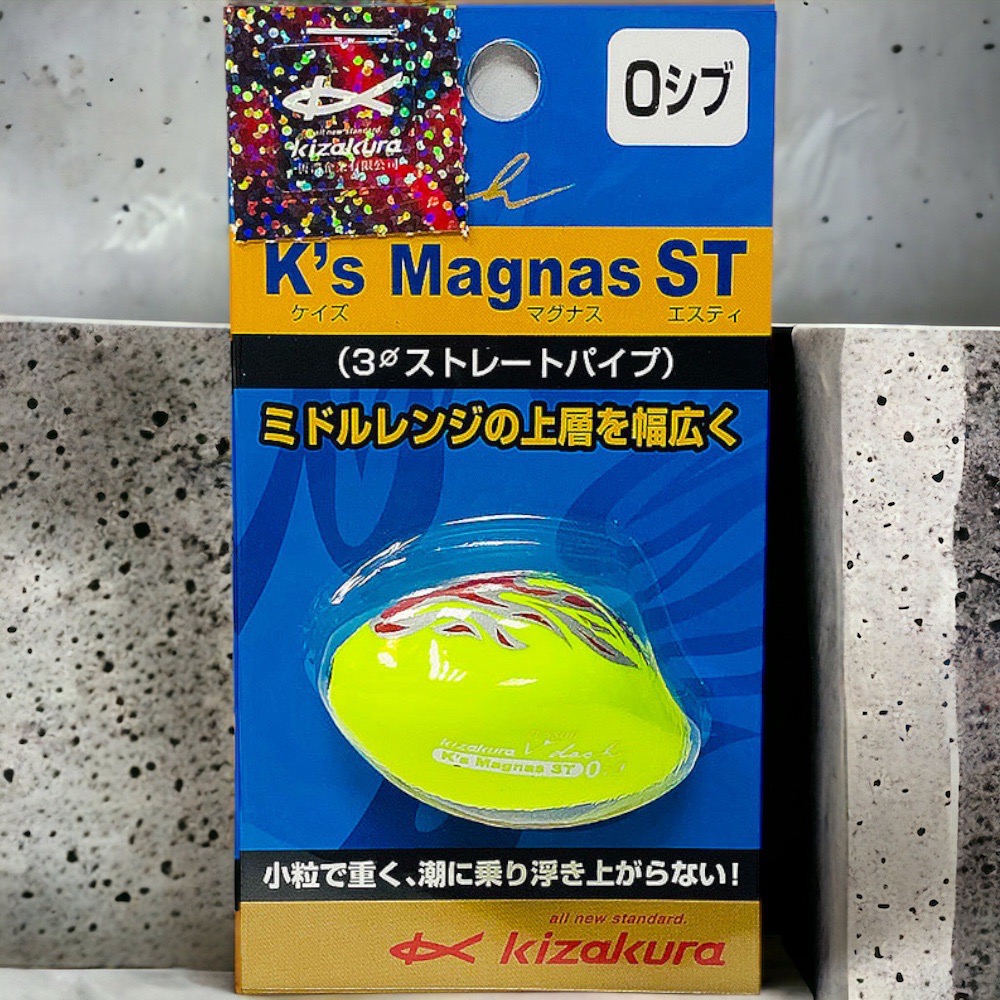 all new standard.
kizakura
0シブ
K's Magnas ST
ケイズ マグナス エスティ
(3φストレートパイプ)
ミドルレンジの上層を幅広く
kizakura V'dash
K's Magnas ST 0
小粒で重く、潮に乗り浮き上がらない!
all new standard.
kizakura